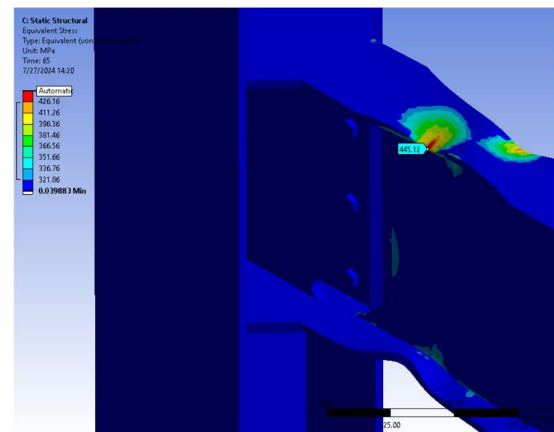 C: Static Structural
Equivalent Stress
Type: Equivalent (von
Unit: MPa
Time: 65
7/27/2024 14:20
Automatic
426.16
411.26
396.36
381.46
366.56
351.66
336.76
321.86
0.039883 Min
445.12
25.00